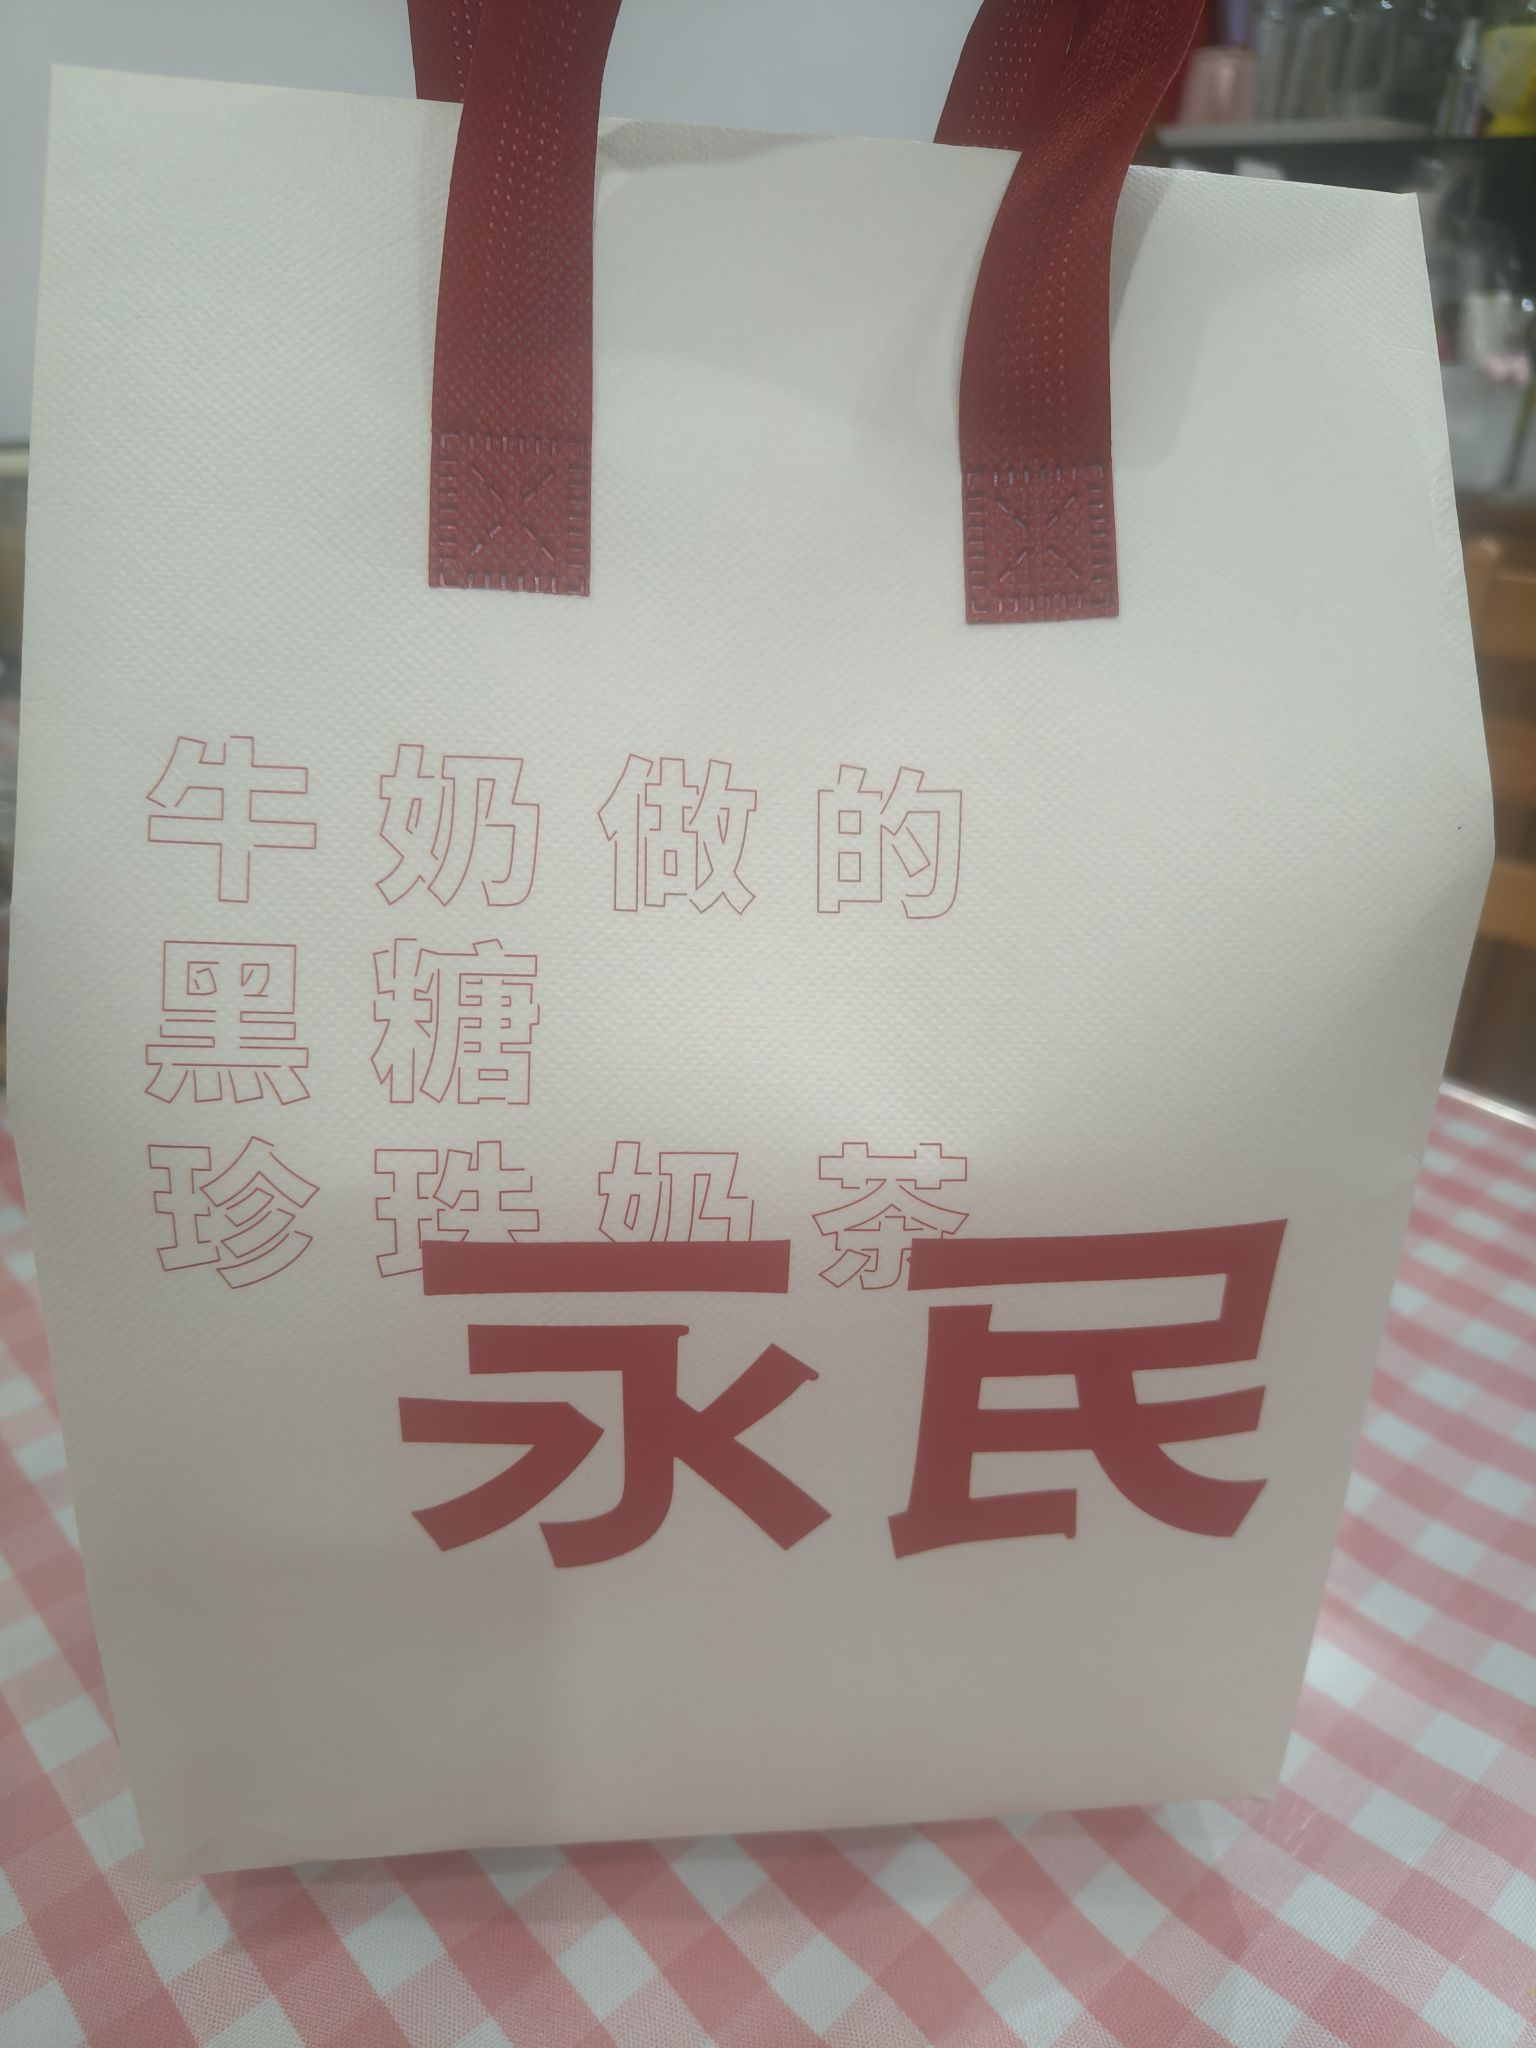 牛奶做的
黑糖
珍珠奶茶
永民